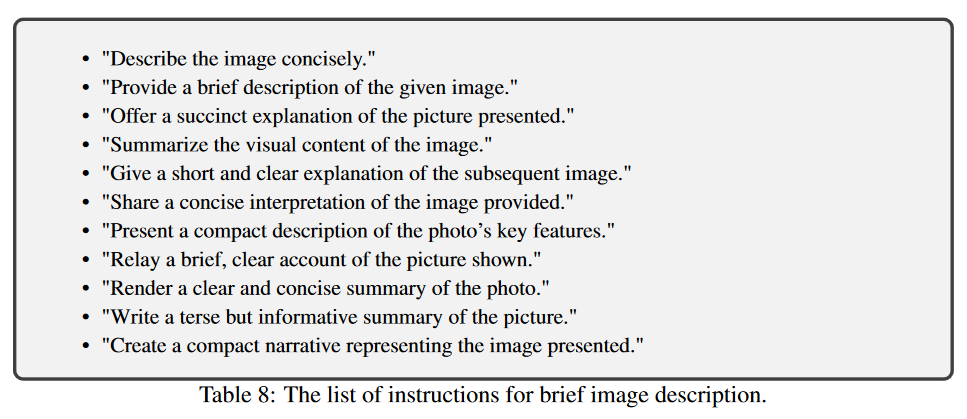 • "Describe the image concisely."
• "Provide a brief description of the given image."
• "Offer a succinct explanation of the picture presented."
• "Summarize the visual content of the image."
• "Give a short and clear explanation of the subsequent image."
• "Share a concise interpretation of the image provided."
• "Present a compact description of the photo’s key features."
• "Relay a brief, clear account of the picture shown."
• "Render a clear and concise summary of the photo."
• "Write a terse but informative summary of the picture."
• "Create a compact narrative representing the image presented."
Table 8: The list of instructions for brief image description.